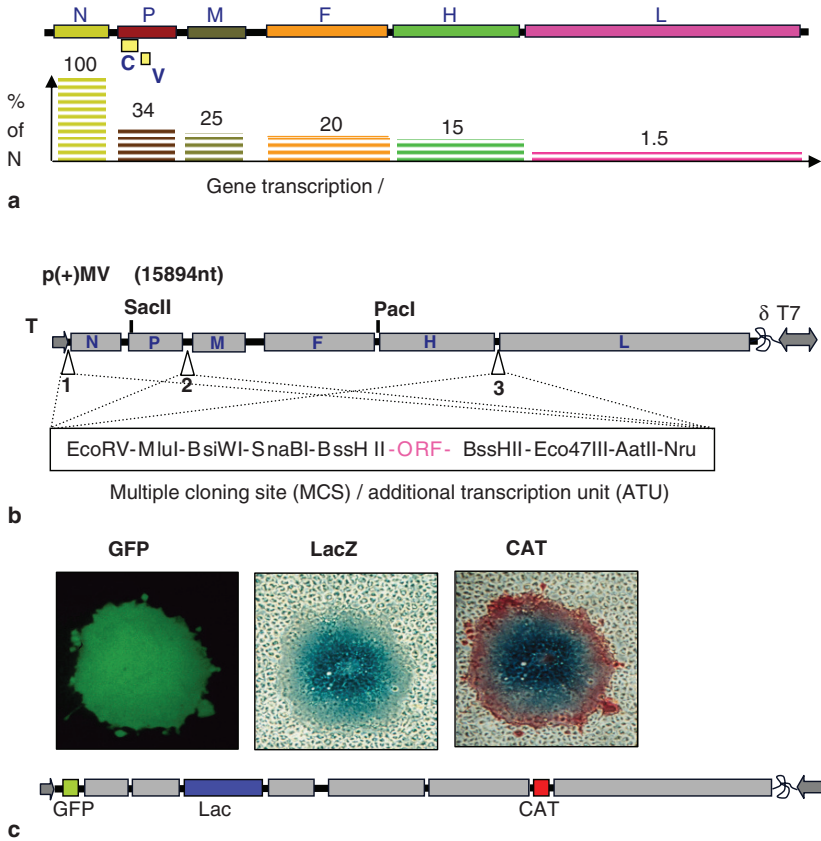 N P M F H L
C V
100 34 25 20 15 1.5
%
of
N
Gene transcription /
a
p(+)MV (15894nt)
SacII PacI
T δ T7
N P M F H L
1 2 3
EcoRV-MluI-BsiWI-SnaBI-BssH II-ORF- BssHII-Eco47III-AatII-Nru
Multiple cloning site (MCS) / additional transcription unit (ATU)
b
GFP LacZ CAT
GFP Lac CAT
c